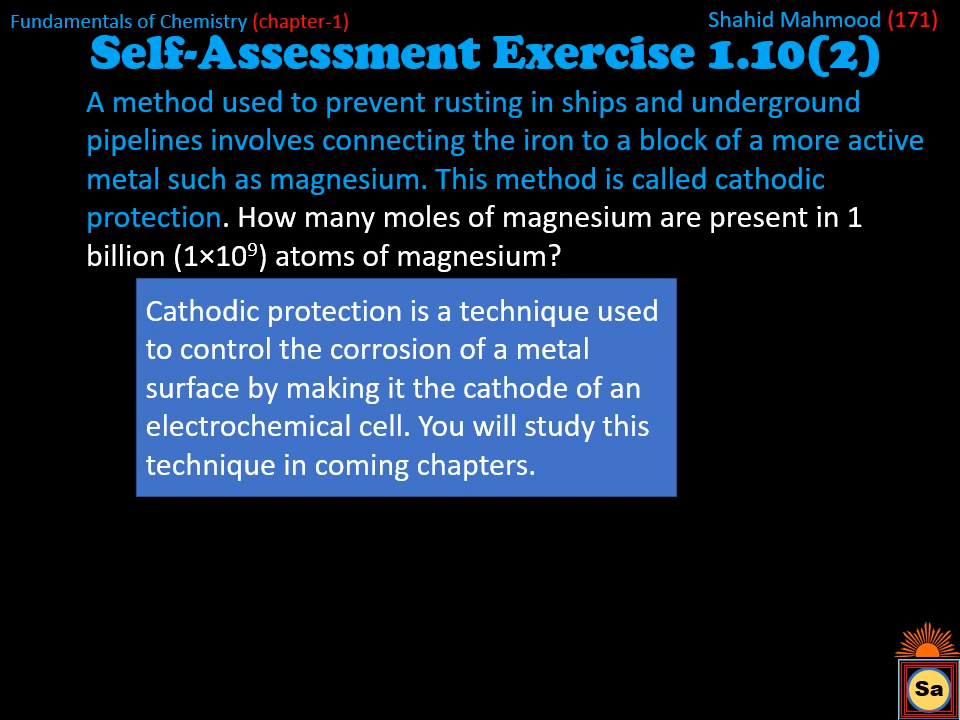 Fundamentals of Chemistry (chapter-1)
Shahid Mahmood (171)
Self-Assessment Exercise 1.10(2)
A method used to prevent rusting in ships and underground
pipelines involves connecting the iron to a block of a more active
metal such as magnesium. This method is called cathodic
protection. How many moles of magnesium are present in 1
billion (1×10⁹) atoms of magnesium?
Cathodic protection is a technique used
to control the corrosion of a metal
surface by making it the cathode of an
electrochemical cell. You will study this
technique in coming chapters.
Sa